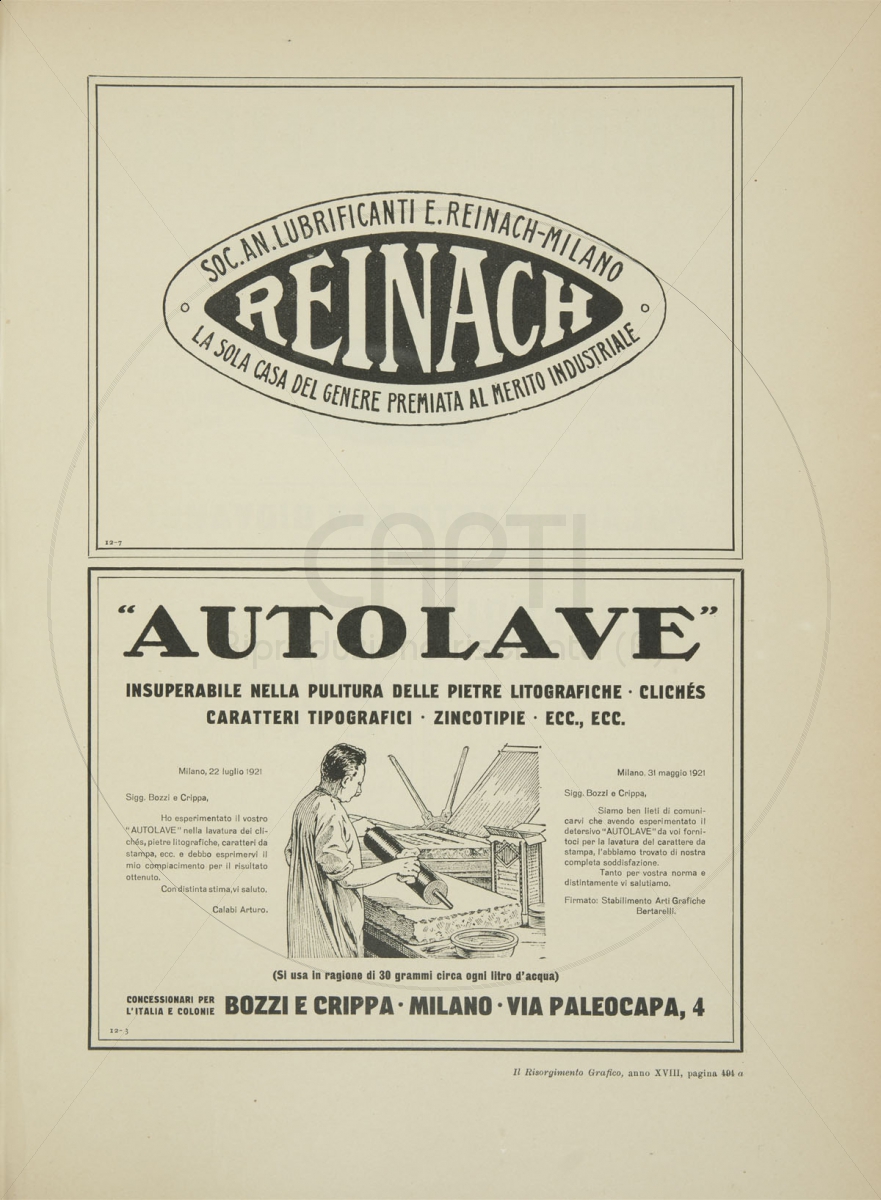 SOC.AN.LUBRIFICANTI E.REINACH-MILANO
REINACH
LA SOLA CASA DEL GENERE PREMIATA AL MERITO INDUSTRIALE
12-7
CAPTI
"AUTOLAVE"
INSUPERABILE NELLA PULITURA DELLE PIETRE LITOGRAFICHE · CLICHÉS
CARATTERI TIPOGRAFICI · ZINCOTIPIE · ECC., ECC.
Milano, 22 luglio 1921
Sigg. Bozzi e Crippa,
Ho esperimentato il vostro
"AUTOLAVE" nella lavatura dei cli-
chés, pietre litografiche, caratteri da
stampa, ecc. e debbo esprimervi il
mio compiacimento per il risultato
ottenuto.
Con distinta stima, vi saluto.
Calabi Arturo.
Milano. 31 maggio 1921
Sigg. Bozzi e Crippa,
Siamo ben lieti di comuni-
carvi che avendo esperimentato il
detersivo "AUTOLAVE" da voi forni-
toci per la lavatura del carattere da
stampa, l'abbiamo trovato di nostra
completa soddisfazione.
Tanto per vostra norma e
distintamente vi salutiamo.
Firmato: Stabilimento Arti Grafiche
Bertarelli.
(Si usa in ragione di 30 grammi circa ogni litro d'acqua)
CONCESSIONARI PER
L'ITALIA E COLONIE
BOZZI E CRIPPA · MILANO · VIA PALEOCAPA, 4
12-3
Il Risorgimento Grafico, anno XVIII, pagina 404 a